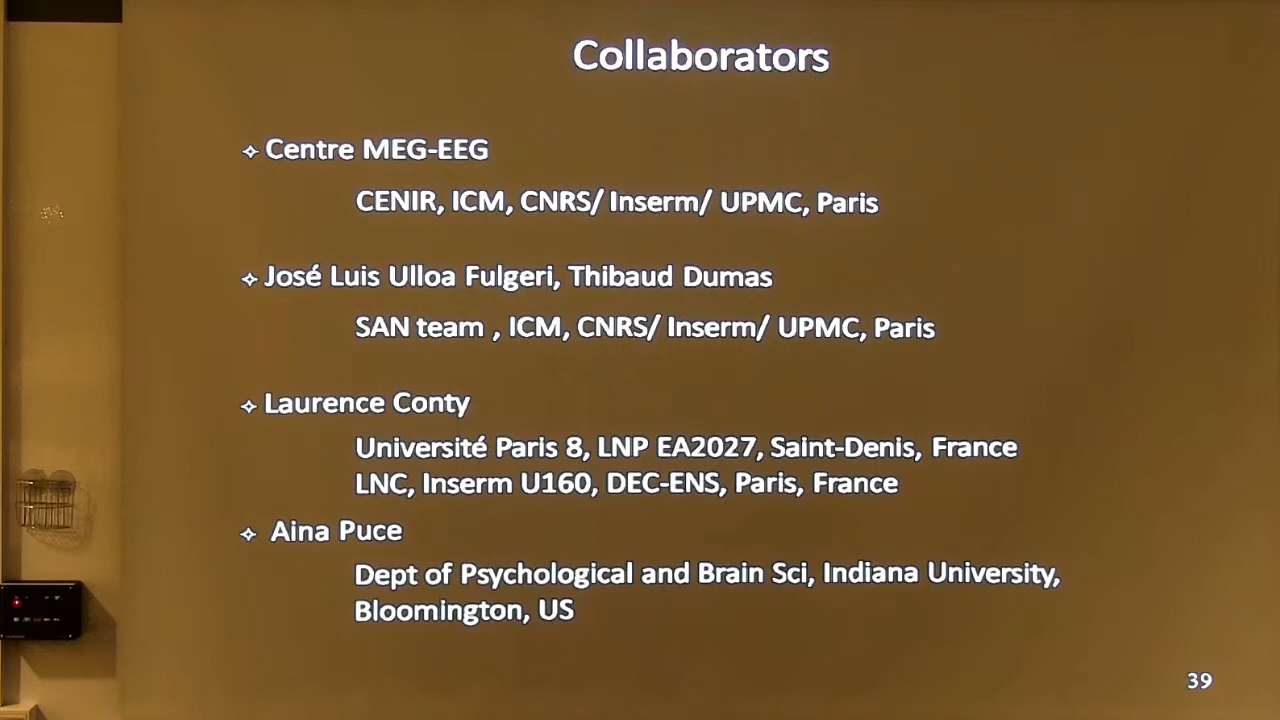 Collaborators
✧ Centre MEG-EEG
CENIR, ICM, CNRS/ Inserm/ UPMC, Paris
✧ José Luis Ulloa Fulgeri, Thibaud Dumas
SAN team , ICM, CNRS/ Inserm/ UPMC, Paris
✧ Laurence Conty
Université Paris 8, LNP EA2027, Saint-Denis, France
LNC, Inserm U160, DEC-ENS, Paris, France
✧ Aina Puce
Dept of Psychological and Brain Sci, Indiana University,
Bloomington, US
39